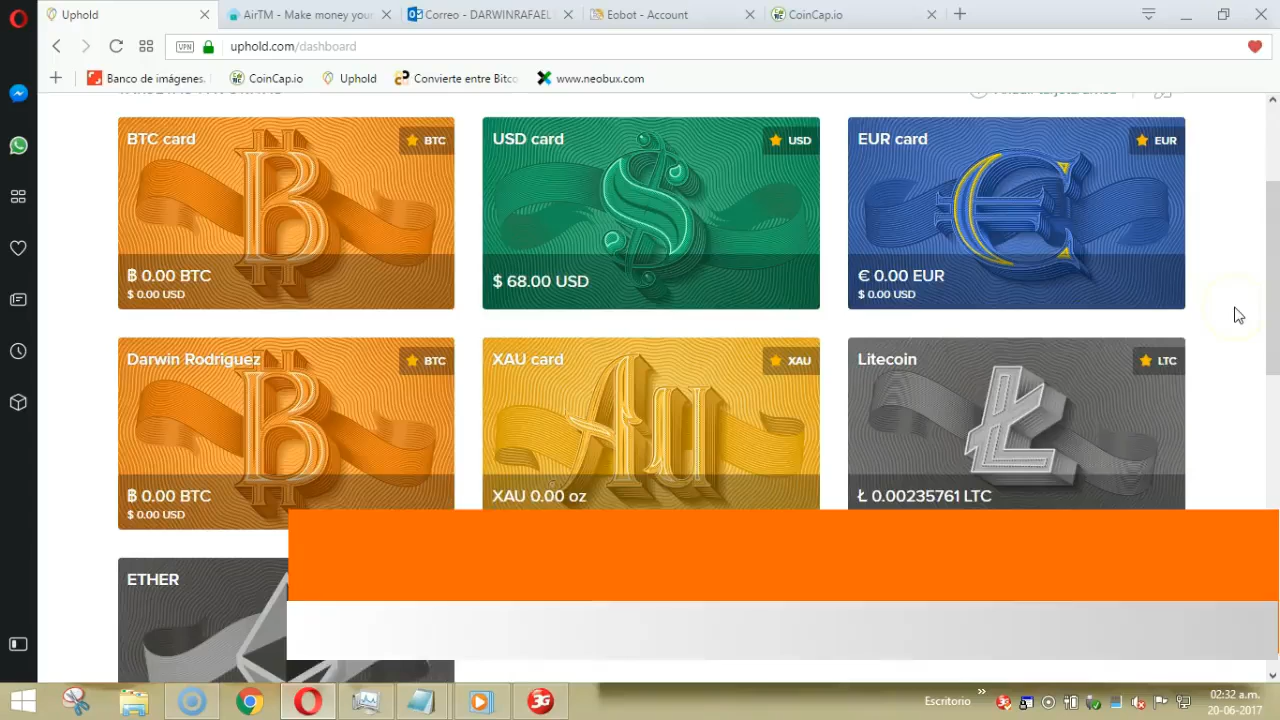 Uphold
AirTM - Make money your
Correo - DARWINRAFAEL
Eobot - Account
CoinCap.io
VPN
uphold.com/dashboard
Banco de imágenes.
CoinCap.io
Uphold
Convierte entre Bitco
www.neobux.com
BTC card
BTC
USD card
USD
EUR card
EUR
฿ 0.00 BTC
$ 0.00 USD
$ 68.00 USD
€ 0.00 EUR
$ 0.00 USD
Darwin Rodriguez
BTC
XAU card
XAU
Litecoin
LTC
฿ 0.00 BTC
$ 0.00 USD
XAU 0.00 oz
Ł 0.00235761 LTC
ETHER
3G
Escritorio
02:32 a.m.
20-06-2017